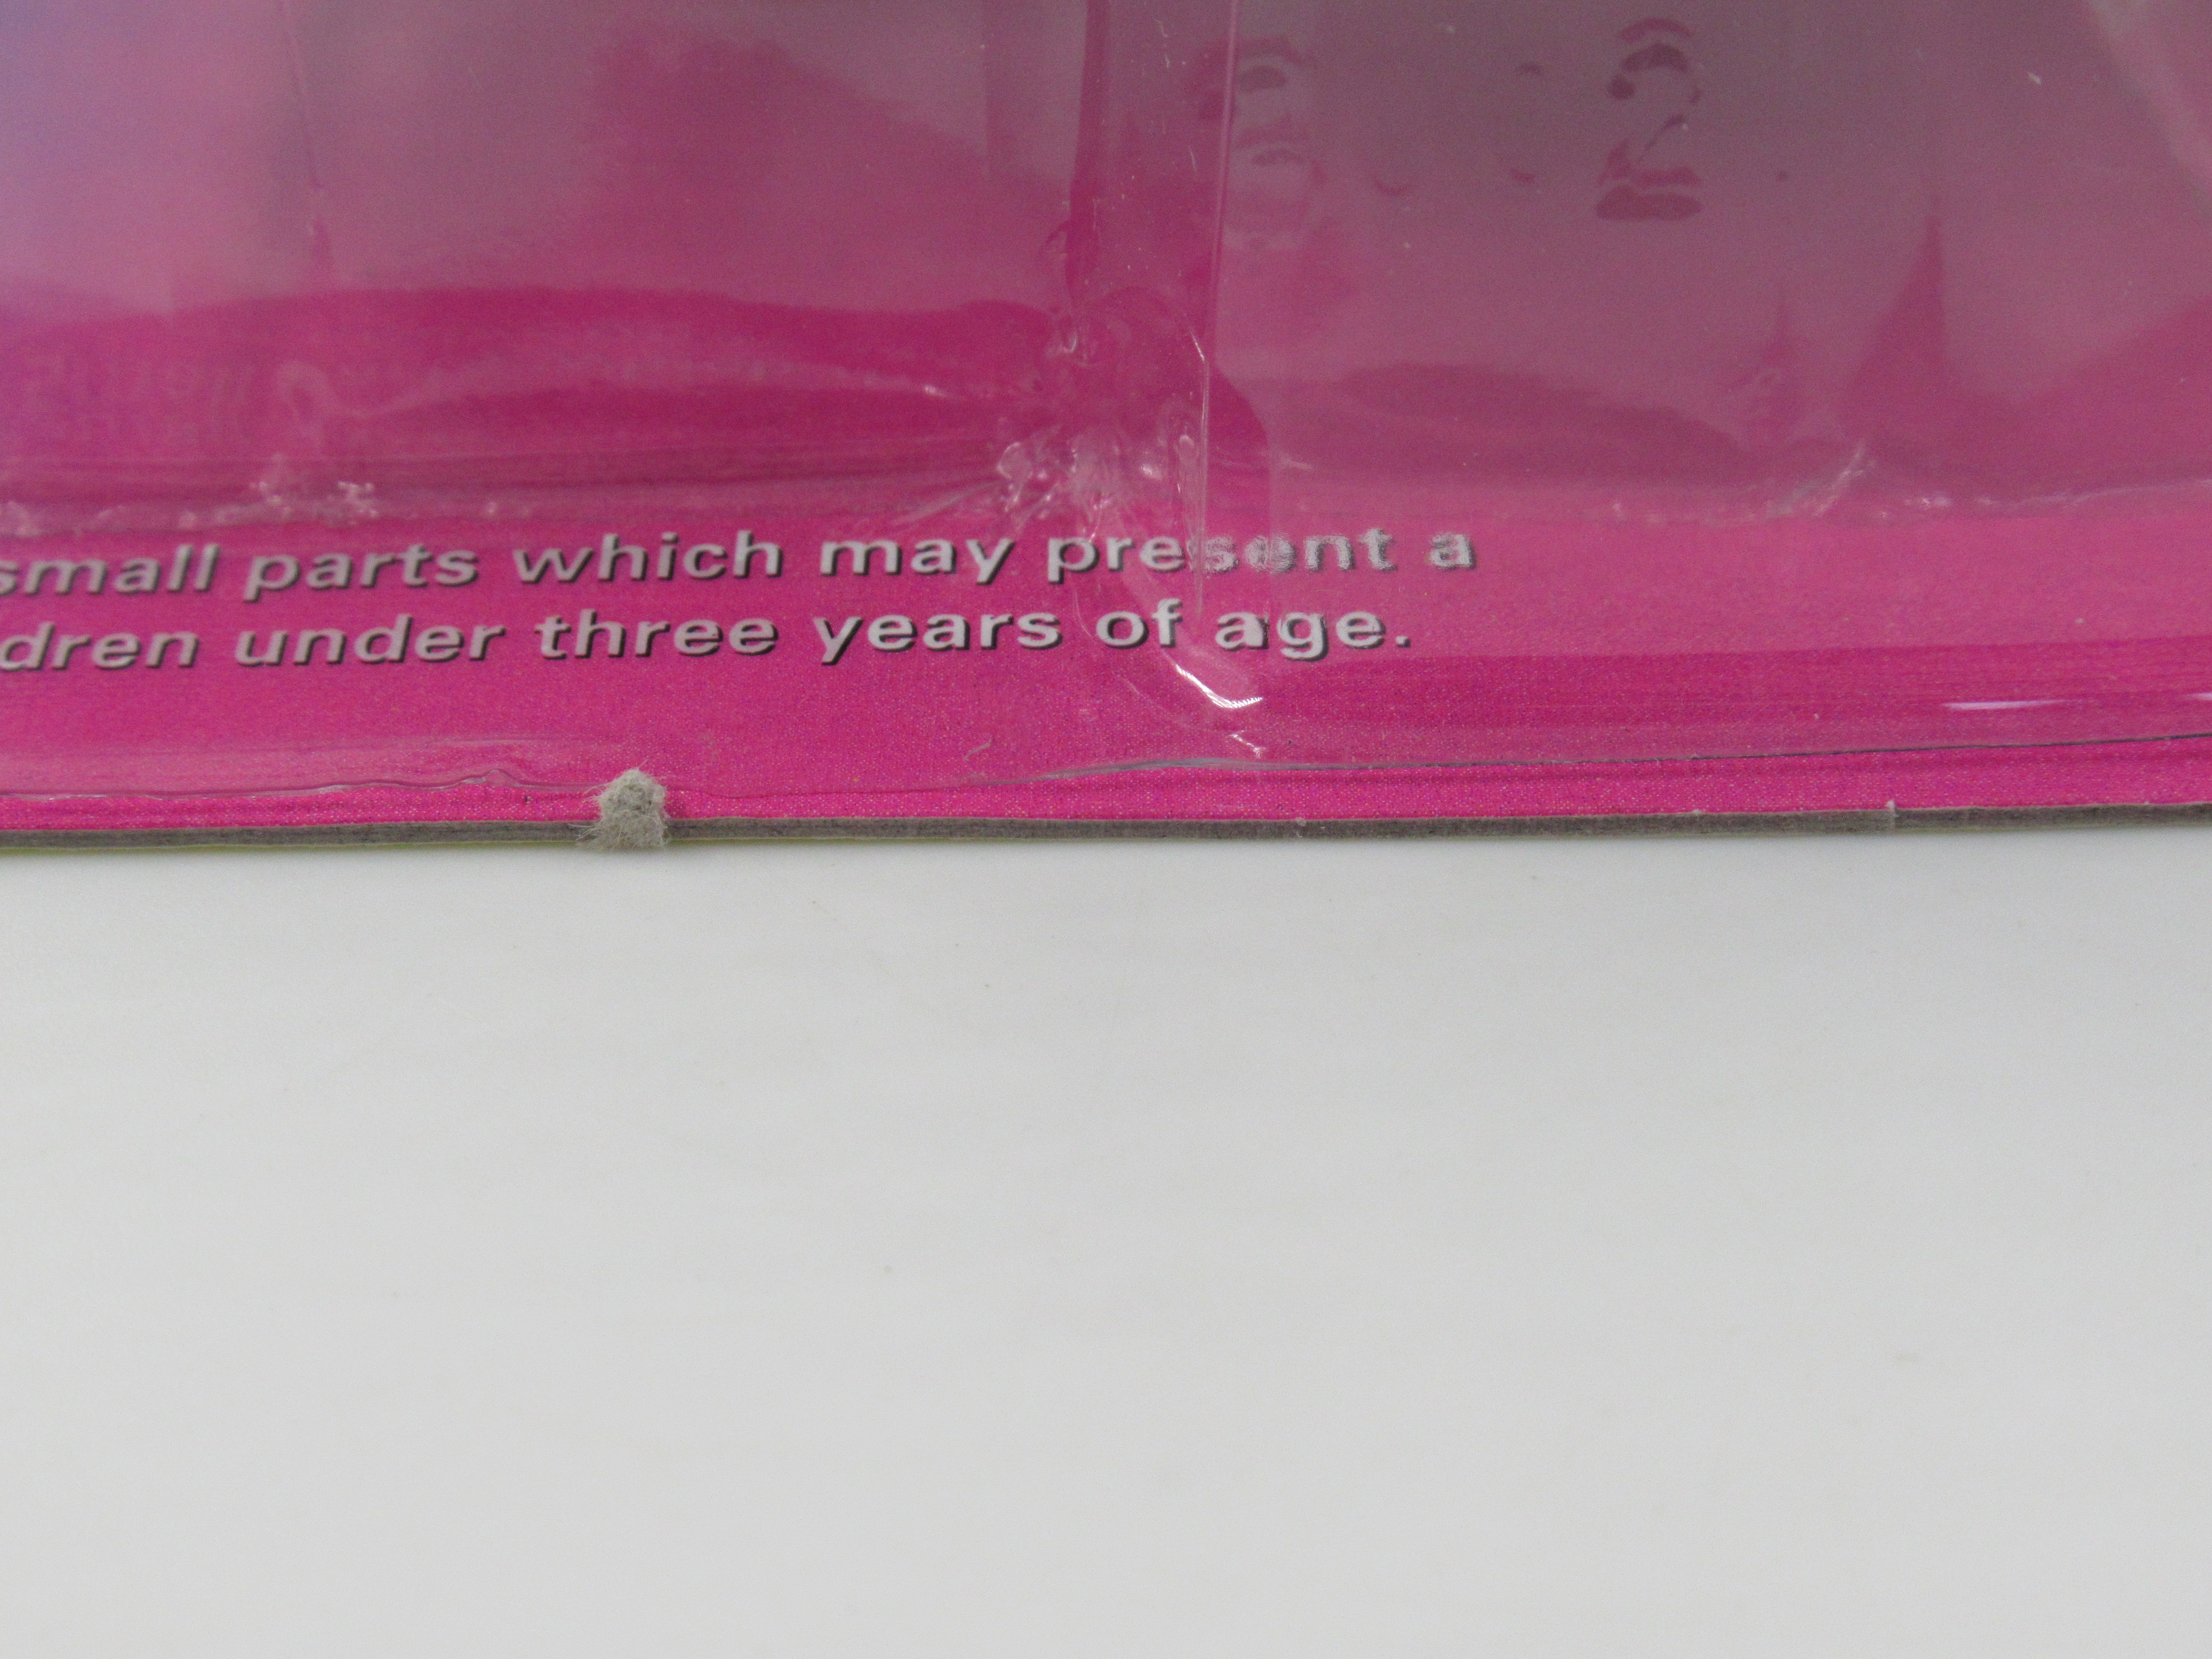 small parts which may present a
dren under three years of age.